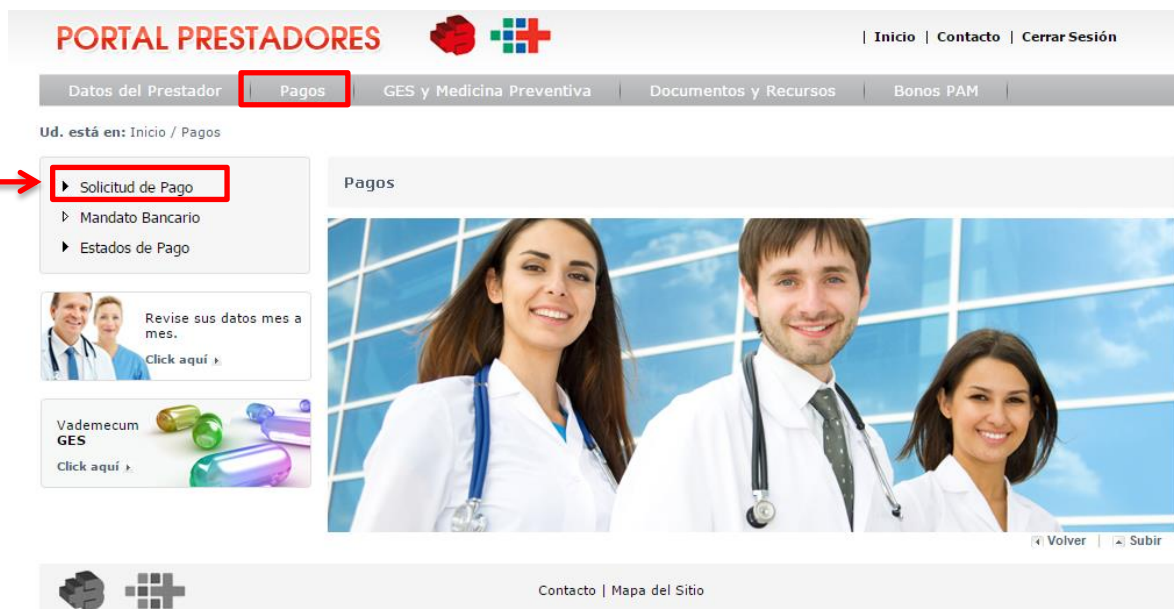 PORTAL PRESTADORES
| Inicio | Contacto | Cerrar Sesión
Datos del Prestador | Pagos | GES y Medicina Preventiva | Documentos y Recursos | Bonos PAM |
Ud. está en: Inicio / Pagos
Solicitud de Pago
Mandato Bancario
Estados de Pago
Revise sus datos mes a
mes.
Click aquí
Vademecum
GES
Click aquí
Pagos
Volver | Subir
Contacto | Mapa del Sitio